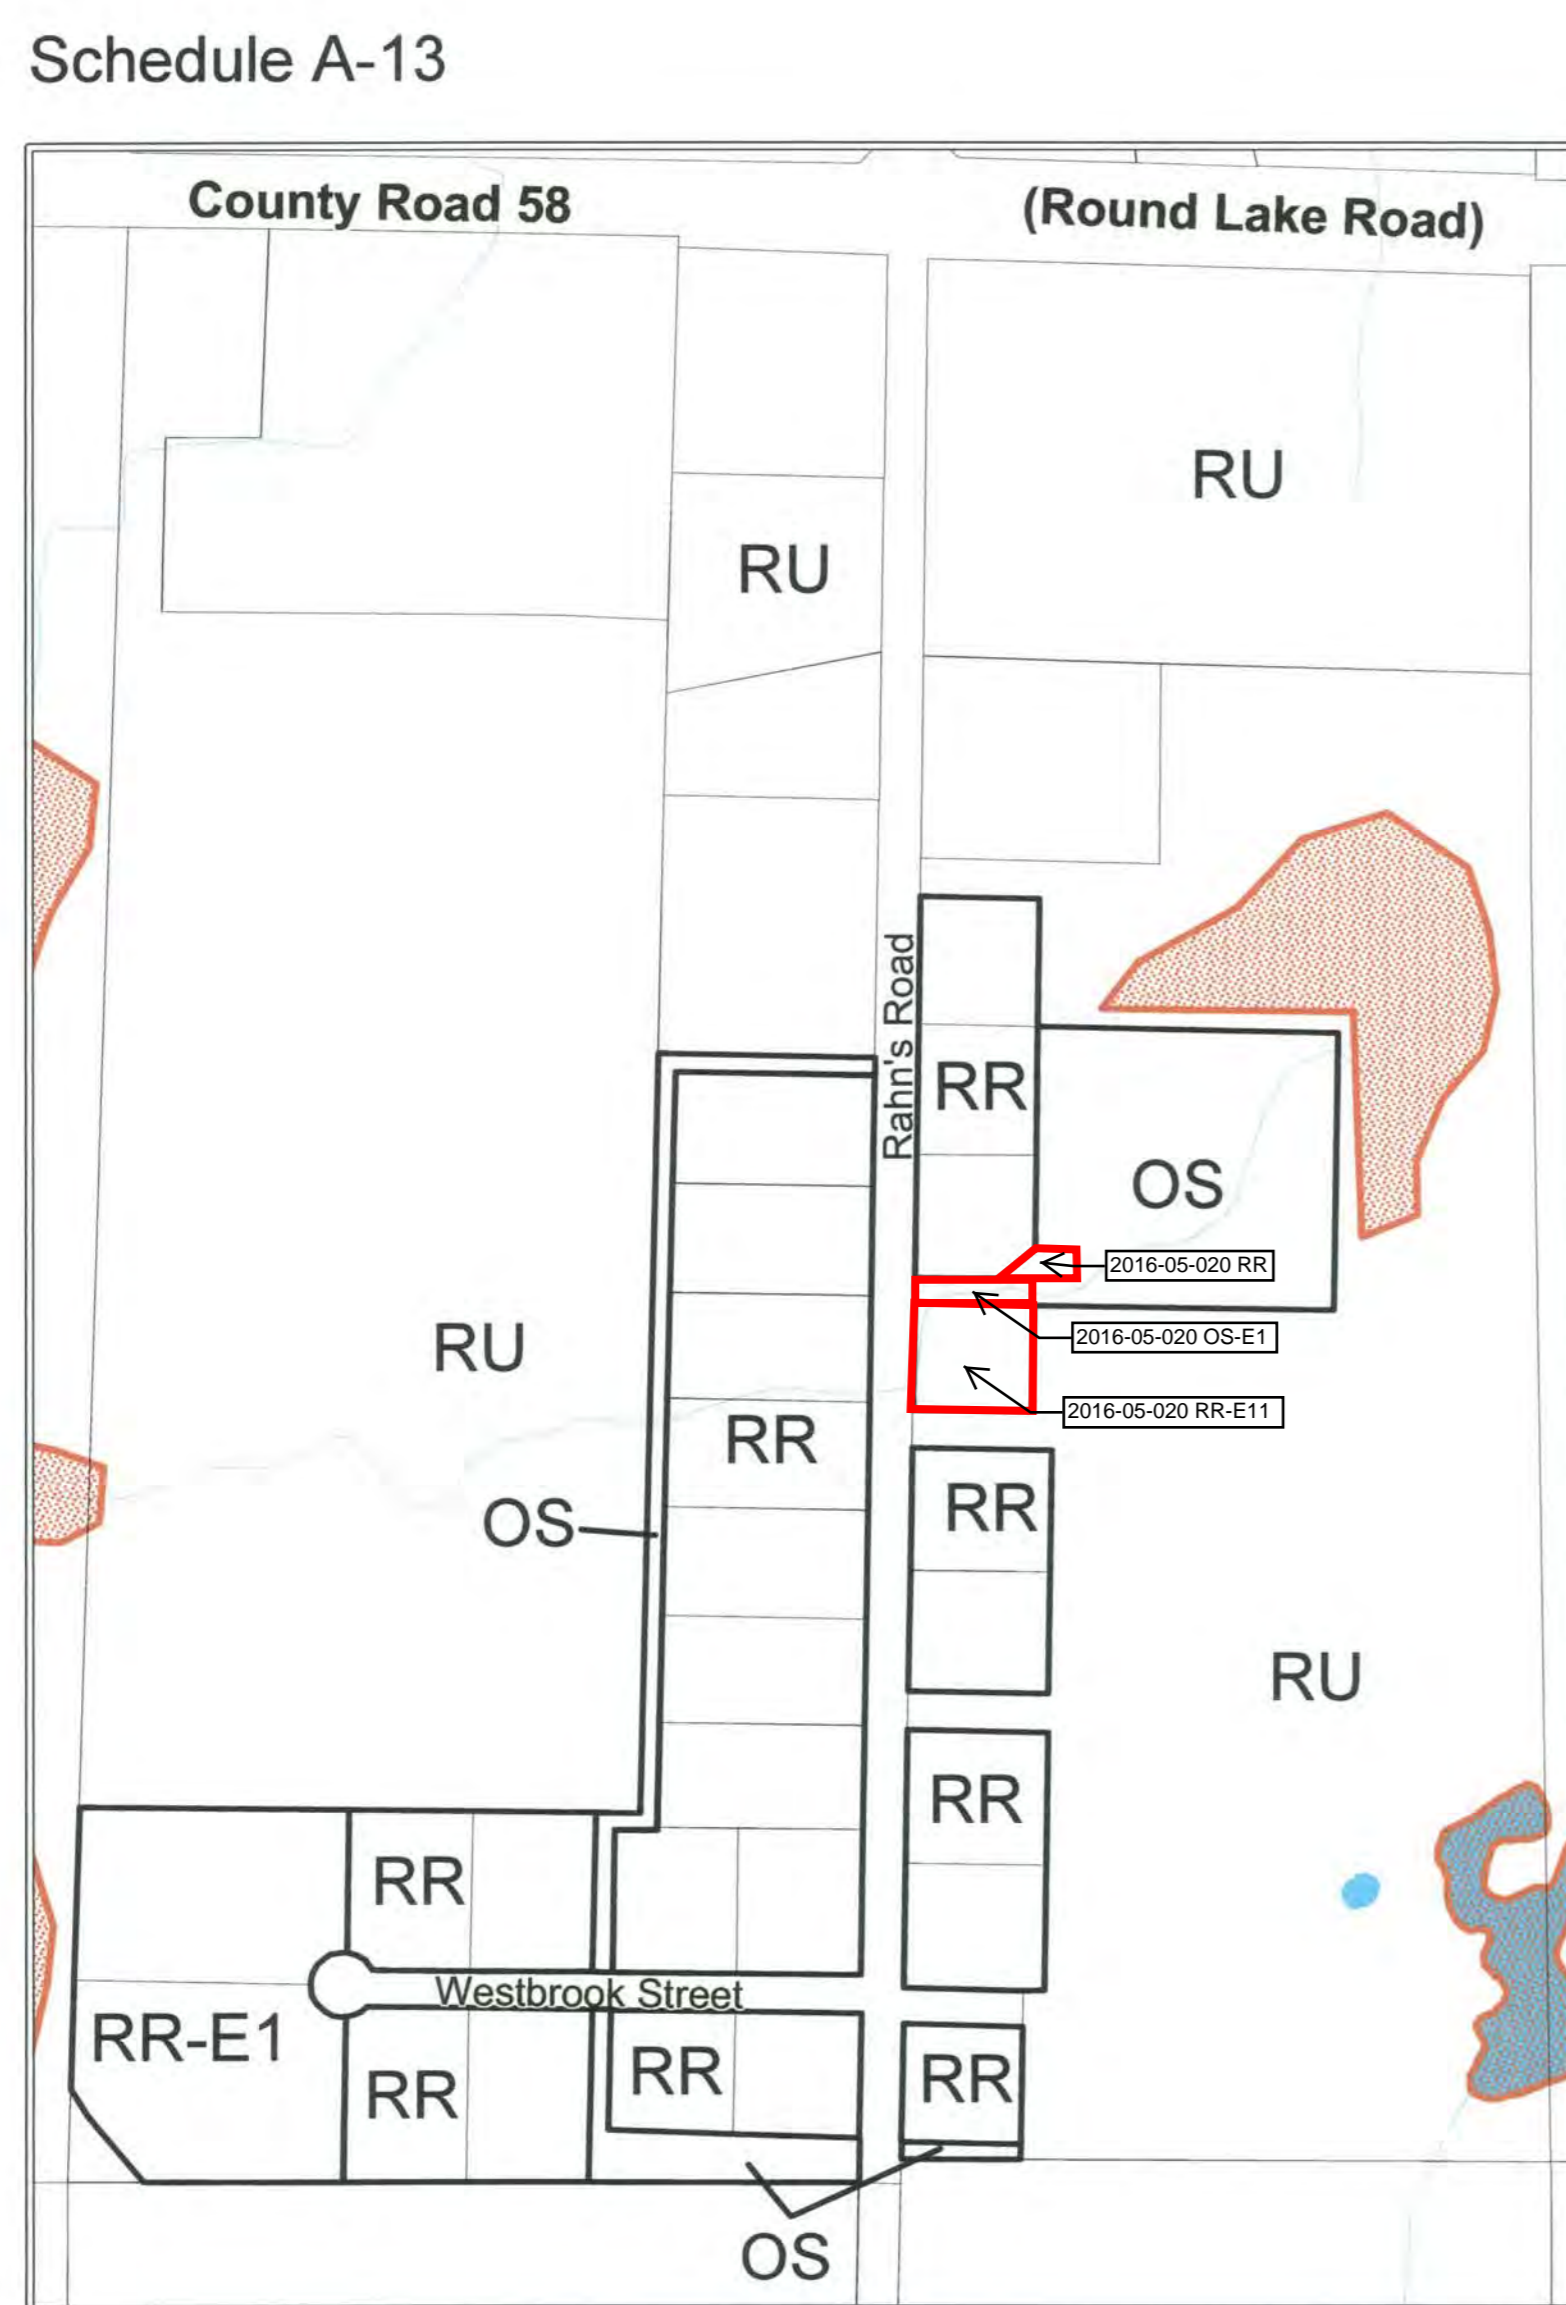 Schedule A-13
County Road 58
(Round Lake Road)
RU
RU
Rahn's Road
RR
OS
2016-05-020 RR
2016-05-020 OS-E1
RU
2016-05-020 RR-E11
RR
RR
OS
RU
RR
RR
Westbrook Street
RR-E1
RR
RR
RR
OS